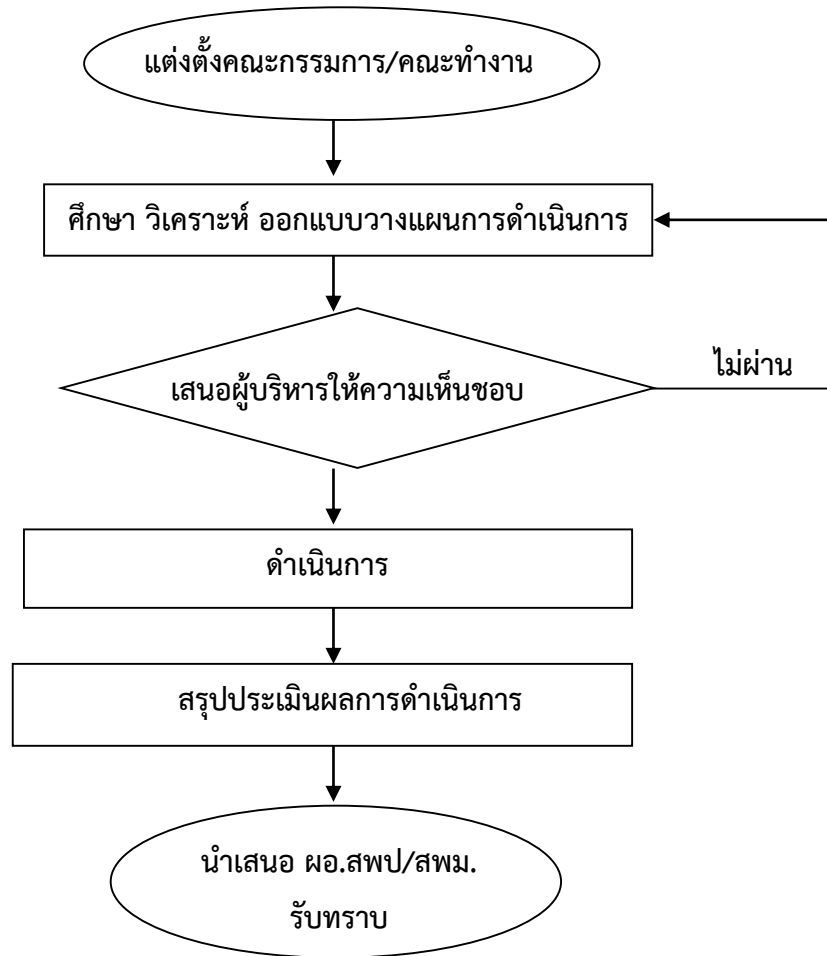 แต่งตั้งคณะกรรมการ/คณะทำงาน
ศึกษา วิเคราะห์ ออกแบบวางแผนการดำเนินการ
ไม่ผ่าน
เสนอผู้บริหารให้ความเห็นชอบ
ดำเนินการ
สรุปประเมินผลการดำเนินการ
นำเสนอ ผอ.สพป/สพม.
รับทราบ